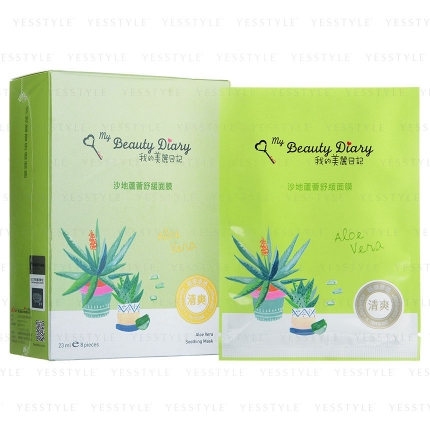 My Beauty Diary
我的美麗日記
沙地蘆薈舒緩面膜
Aloe Vera
清爽
23 ml ℮ 8 pieces
Aloe Vera
Soothing Mask
My Beauty Diary
我的美麗日記
沙地蘆薈舒緩面膜
Aloe
Vera
清爽
YESSTYLE